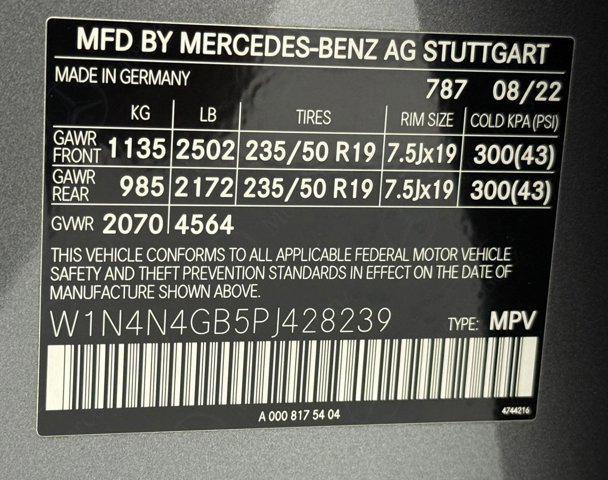 MFD BY MERCEDES-BENZ AG STUTTGART
MADE IN GERMANY 787 08/22
KG LB TIRES RIM SIZE COLD KPA (PSI)
GAWR FRONT 1135 2502 235/50 R19 7.5Jx19 300(43)
GAWR REAR 985 2172 235/50 R19 7.5Jx19 300(43)
GVWR 2070 4564
THIS VEHICLE CONFORMS TO ALL APPLICABLE FEDERAL MOTOR VEHICLE
SAFETY AND THEFT PREVENTION STANDARDS IN EFFECT ON THE DATE OF
MANUFACTURE SHOWN ABOVE.
W1N4N4GB5PJ428239 TYPE: MPV
A 000 817 54 04 4744216